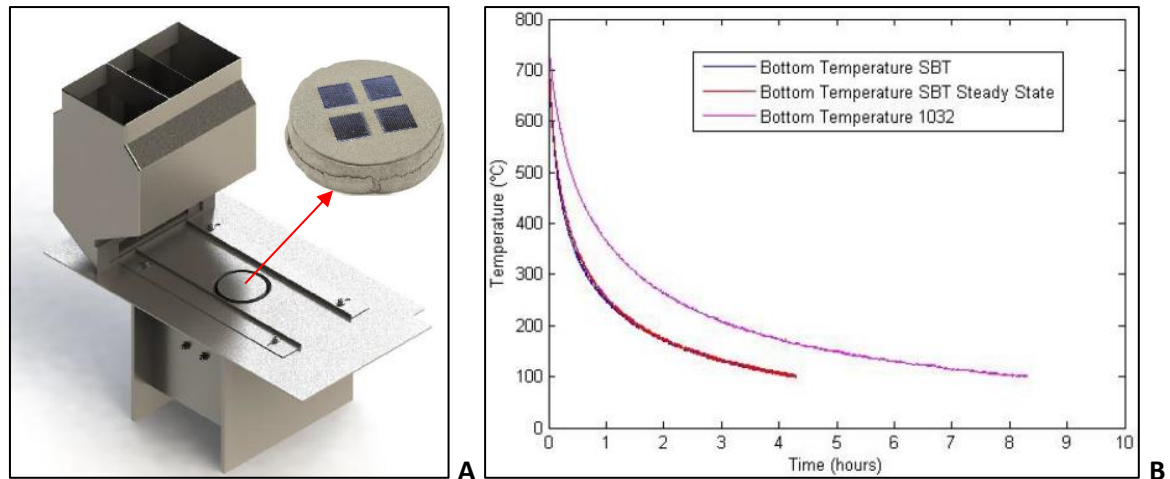 A
800
700
600
500
400
300
200
100
0
Temperature (°C)
Bottom Temperature SBT
Bottom Temperature SBT Steady State
Bottom Temperature 1032
0 1 2 3 4 5 6 7 8 9 10
Time (hours)
B